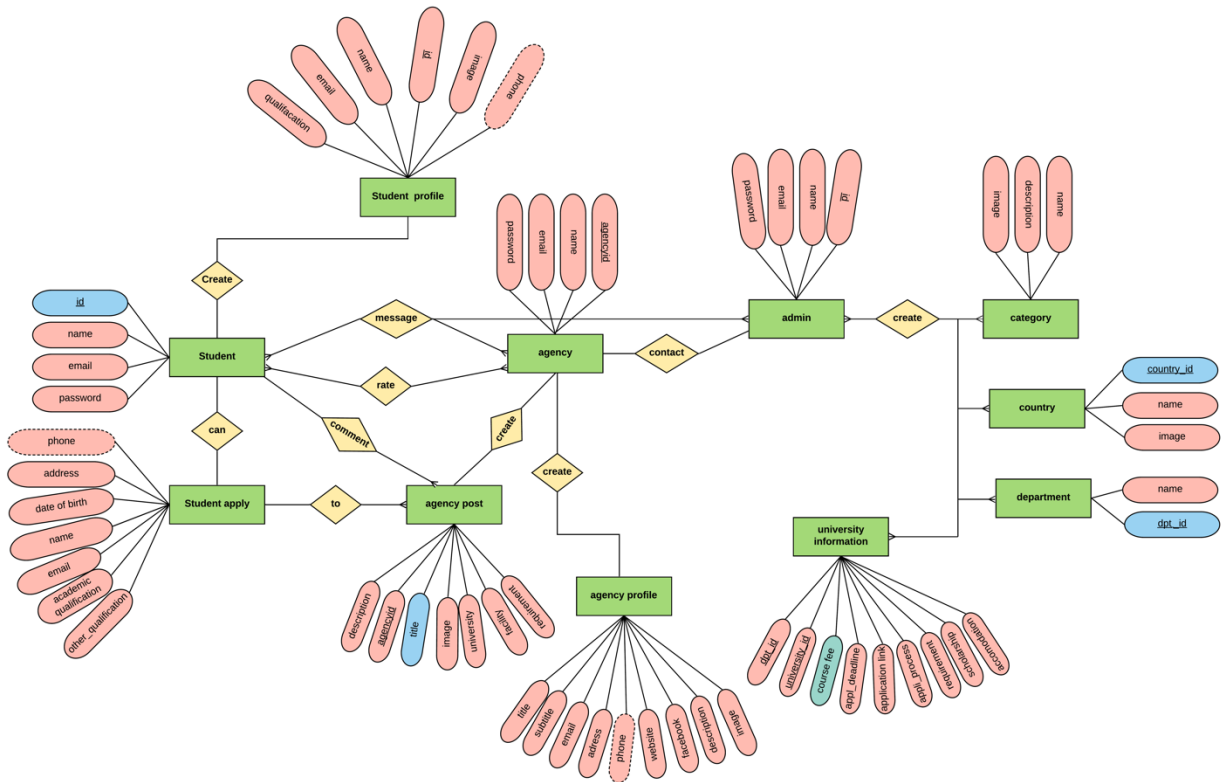 qualifacation
email
name
id
image
phone
Student profile
Create
password
email
name
agencyid
password
email
name
id
image
description
name
id
name
email
password
Student
message
rate
agency
contact
admin
create
category
country_id
name
image
country
can
comment
create
create
phone
address
date of birth
name
email
academic
qualification
other_qualification
Student apply
to
agency post
department
name
dpt_id
university
information
description
agencyid
title
image
university
facility
requirement
agency profile
title
subtitle
email
adress
phone
website
facebook
description
image
dpt_id
university_id
course fee
appl_deadline
application link
appli_process
requirement
scholarship
accomodation